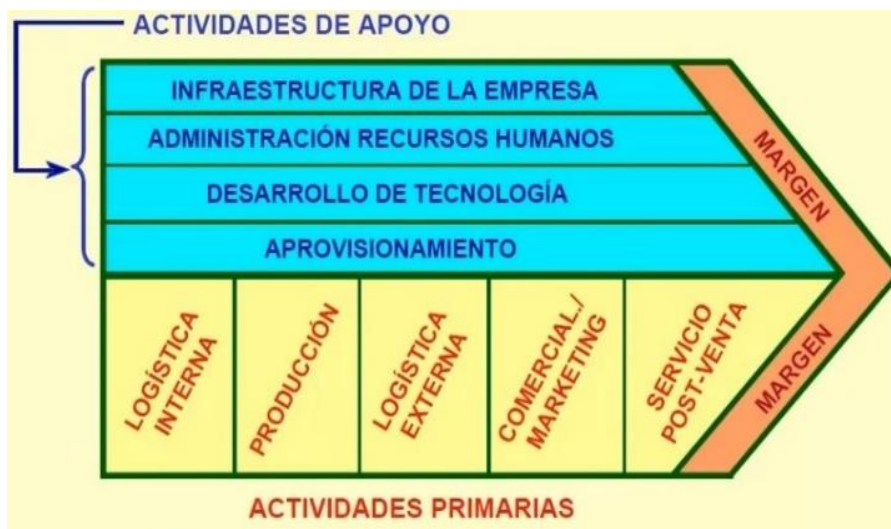 ACTIVIDADES DE APOYO
INFRAESTRUCTURA DE LA EMPRESA
ADMINISTRACIÓN RECURSOS HUMANOS
DESARROLLO DE TECNOLOGÍA
APROVISIONAMIENTO
MARGEN
LOGÍSTICA
INTERNA
PRODUCCIÓN
LOGÍSTICA
EXTERNA
COMERCIAL./
MARKETING
SERVICIO
POST-VENTA
MARGEN
ACTIVIDADES PRIMARIAS